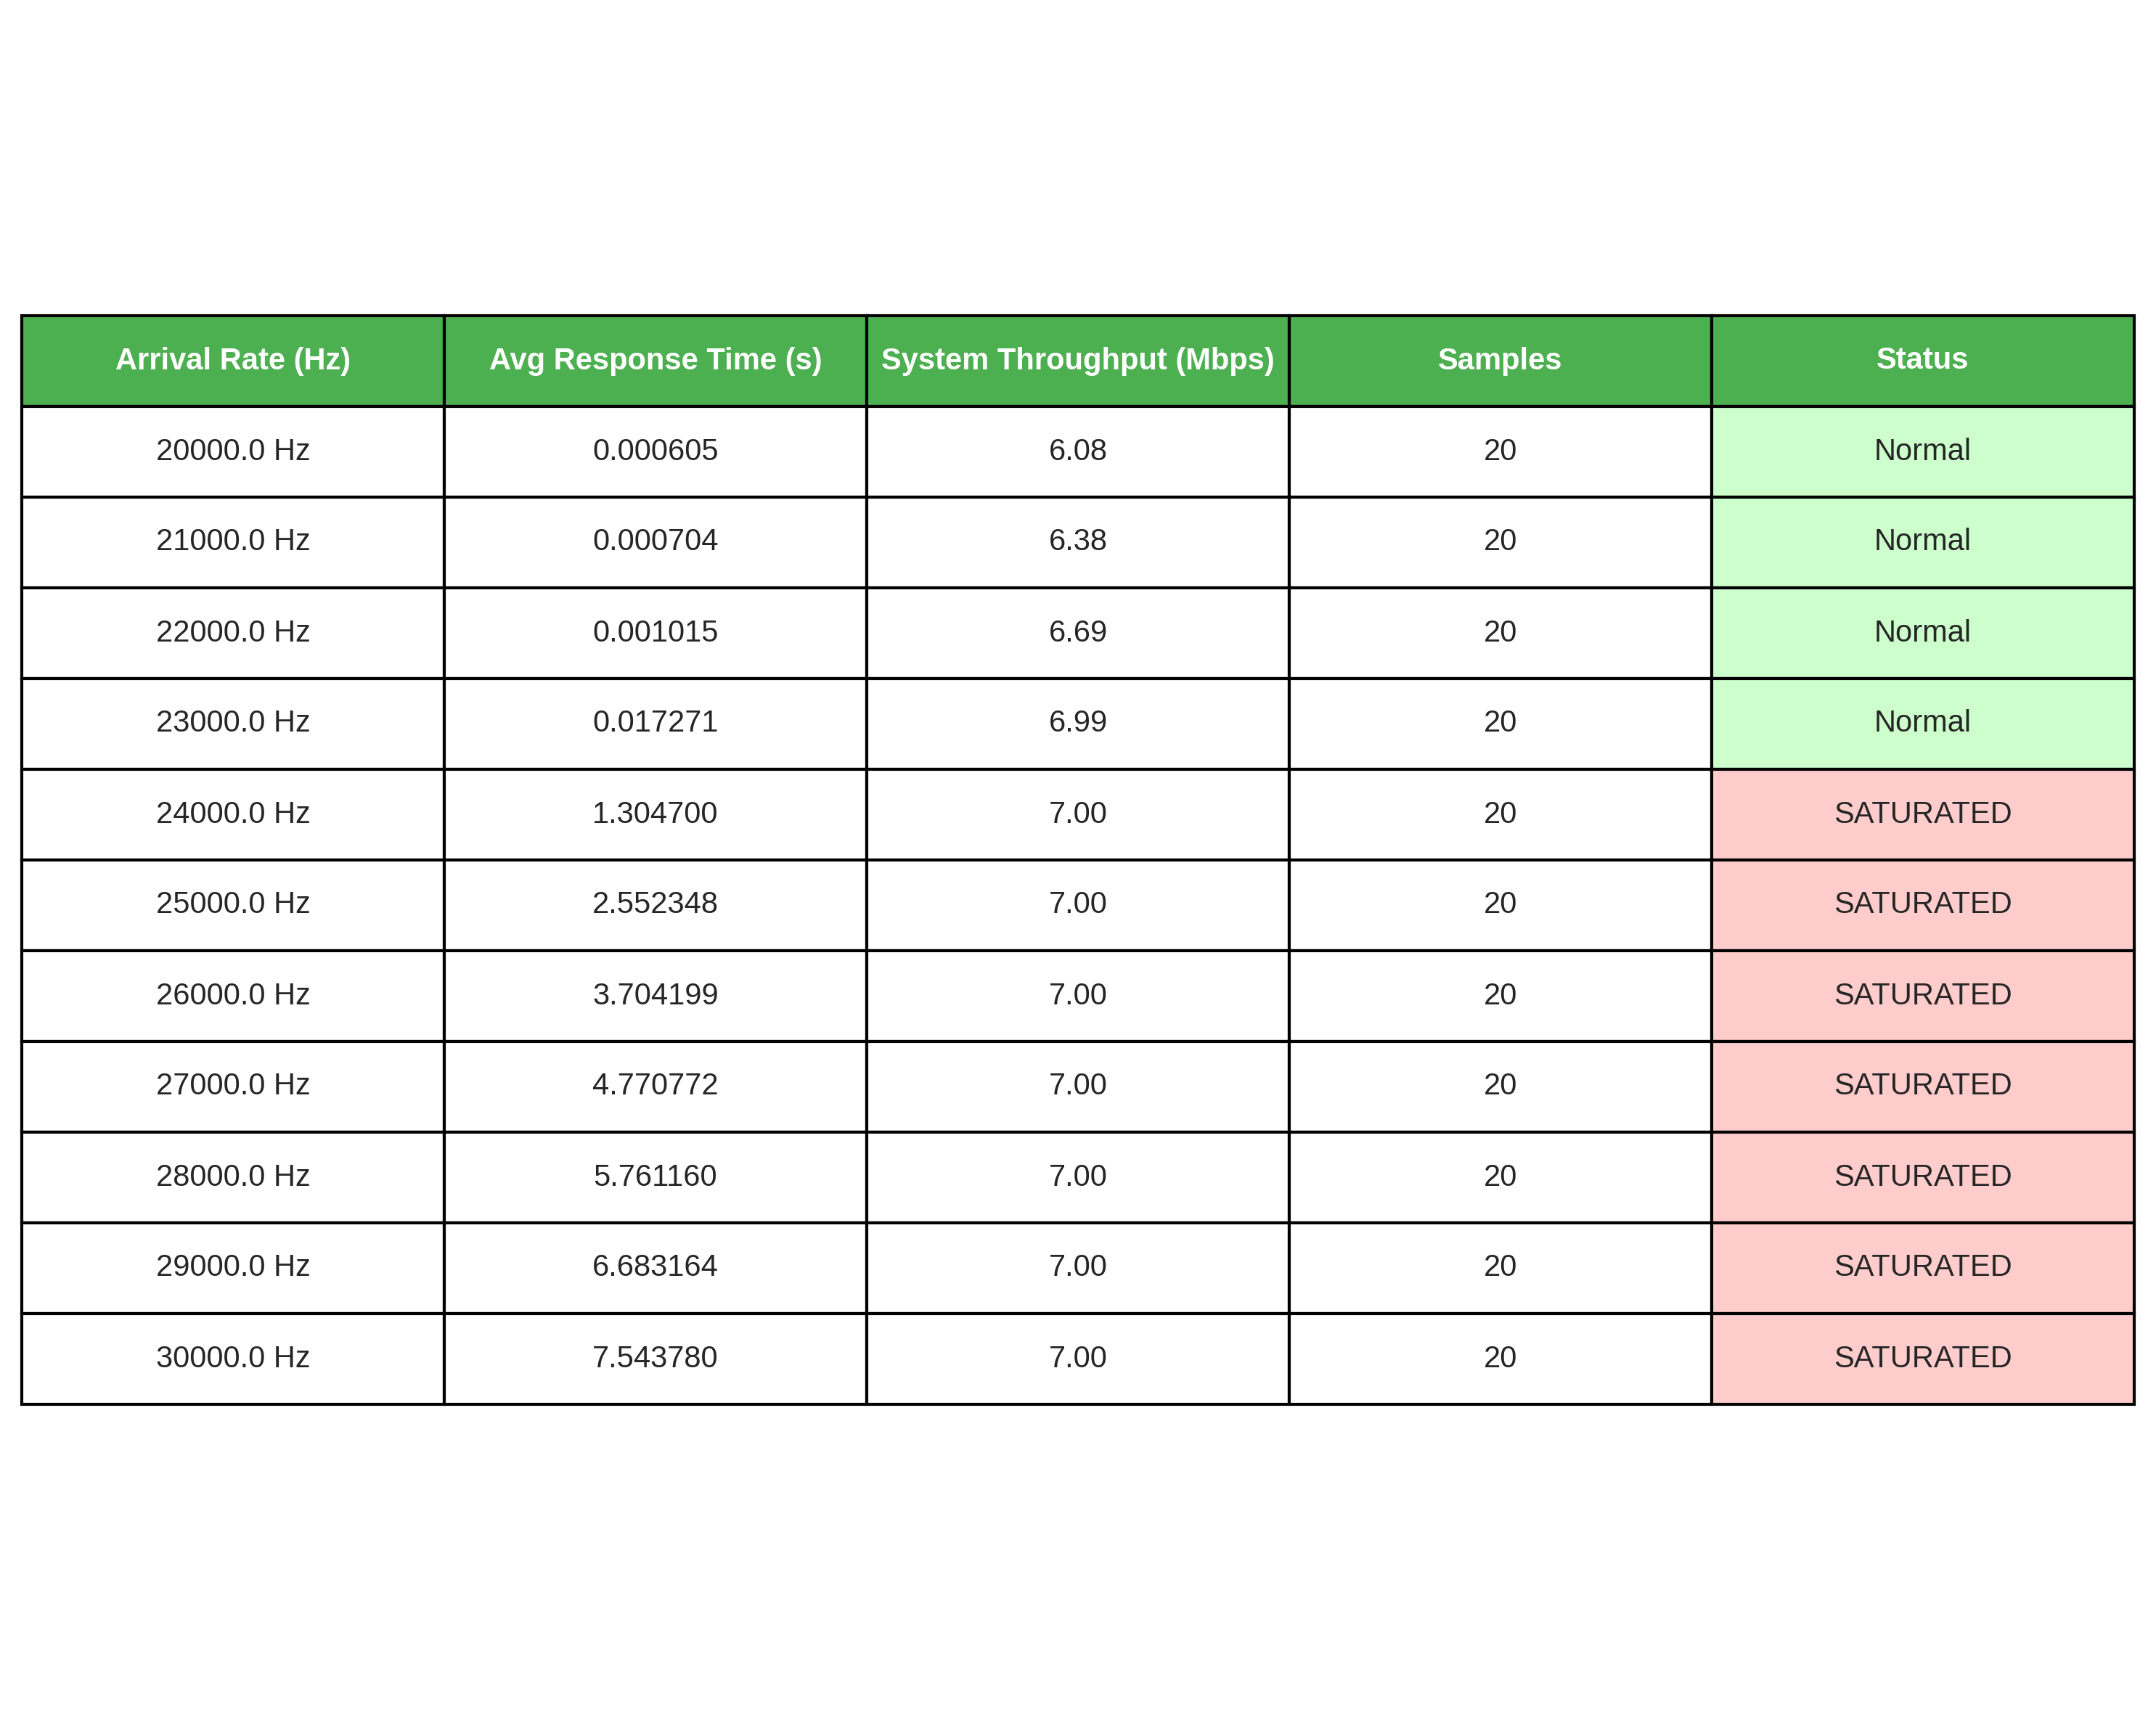 Arrival Rate (Hz) Avg Response Time (s) System Throughput (Mbps) Samples Status
20000.0 Hz 0.000605 6.08 20 Normal
21000.0 Hz 0.000704 6.38 20 Normal
22000.0 Hz 0.001015 6.69 20 Normal
23000.0 Hz 0.017271 6.99 20 Normal
24000.0 Hz 1.304700 7.00 20 SATURATED
25000.0 Hz 2.552348 7.00 20 SATURATED
26000.0 Hz 3.704199 7.00 20 SATURATED
27000.0 Hz 4.770772 7.00 20 SATURATED
28000.0 Hz 5.761160 7.00 20 SATURATED
29000.0 Hz 6.683164 7.00 20 SATURATED
30000.0 Hz 7.543780 7.00 20 SATURATED